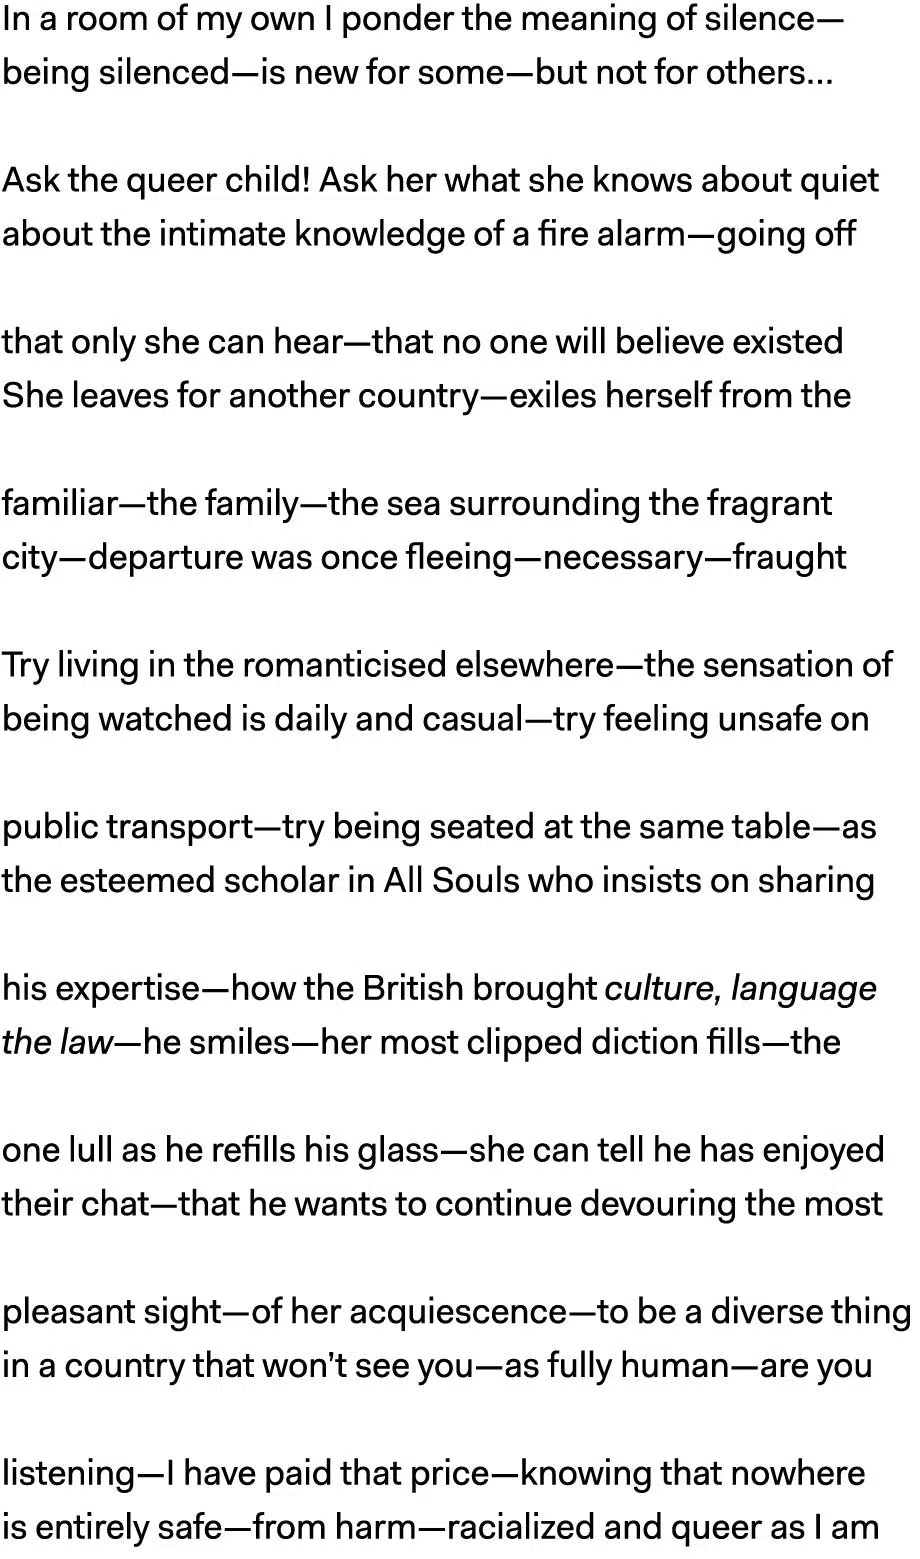 In a room of my own I ponder the meaning of silence—
being silenced—is new for some—but not for others...
Ask the queer child! Ask her what she knows about quiet
about the intimate knowledge of a fire alarm—going off
that only she can hear—that no one will believe existed
She leaves for another country—exiles herself from the
familiar—the family—the sea surrounding the fragrant
city—departure was once fleeing—necessary—fraught
Try living in the romanticised elsewhere—the sensation of
being watched is daily and casual—try feeling unsafe on
public transport—try being seated at the same table—as
the esteemed scholar in All Souls who insists on sharing
his expertise—how the British brought culture, language
the law—he smiles—her most clipped diction fills—the
one lull as he refills his glass—she can tell he has enjoyed
their chat—that he wants to continue devouring the most
pleasant sight—of her acquiescence—to be a diverse thing
in a country that won’t see you—as fully human—are you
listening—I have paid that price—knowing that nowhere
is entirely safe—from harm—racialized and queer as I am